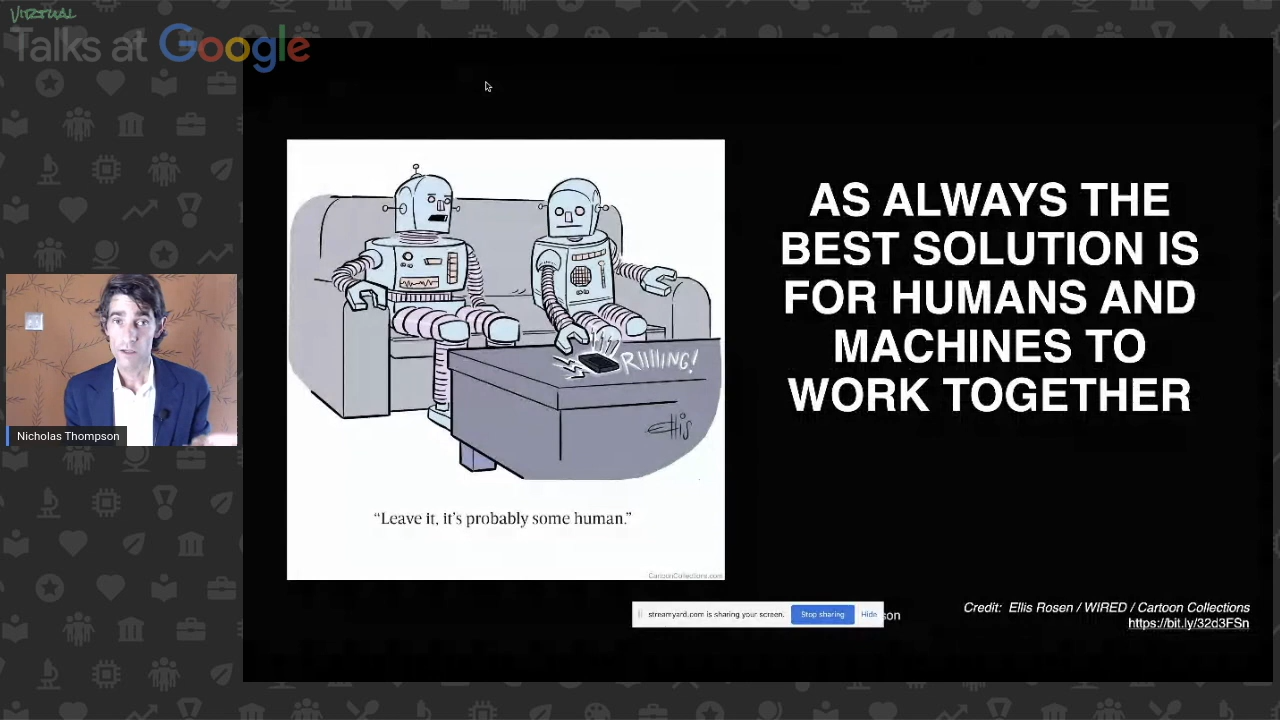 VIRTUAL
Talks at Google
RIIIIING!
Ellis
"Leave it, it's probably some human."
CartoonCollections.com
AS ALWAYS THE
BEST SOLUTION IS
FOR HUMANS AND
MACHINES TO
WORK TOGETHER
Nicholas Thompson
streamyard.com is sharing your screen. Stop sharing Hide
son
Credit: Ellis Rosen / WIRED / Cartoon Collections
https://bit.ly/32d3FSn